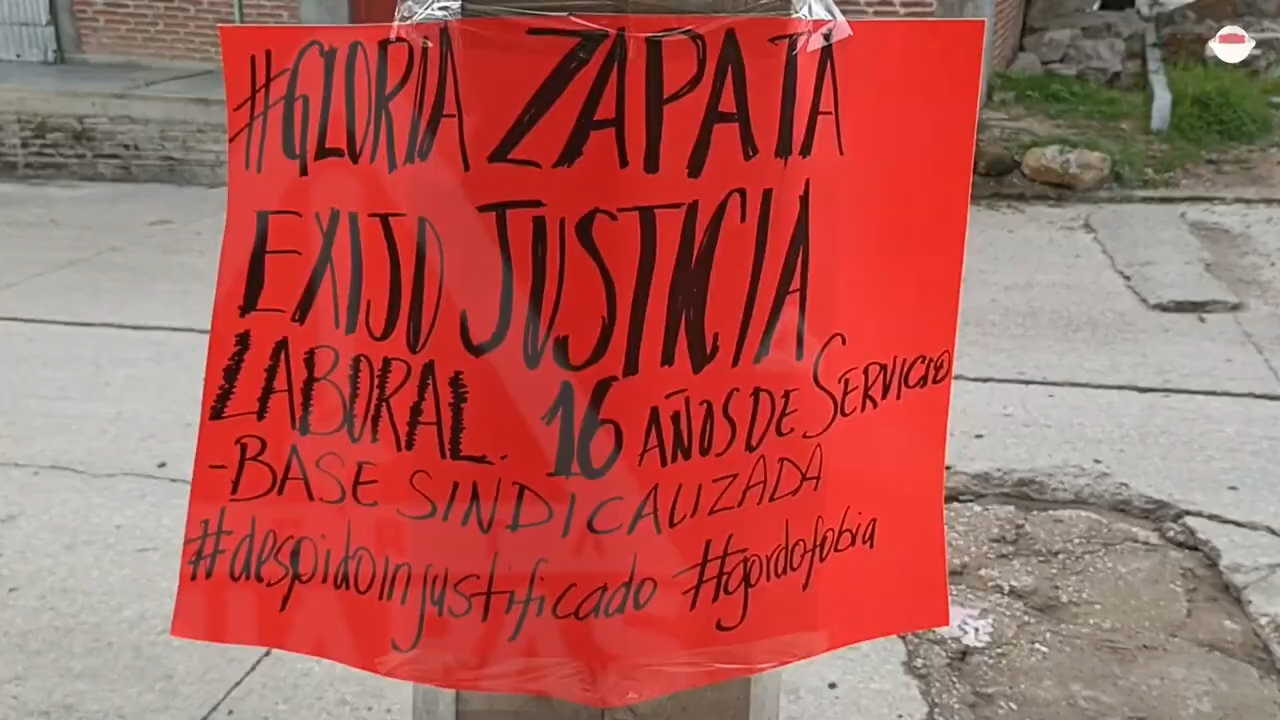 #GLORIA ZAPATA
EXIJO JUSTICIA
LABORAL. 16 AÑOS DE SERVICIO
-BASE SINDICALIZADA
#despidoinjustificado #gordofobia